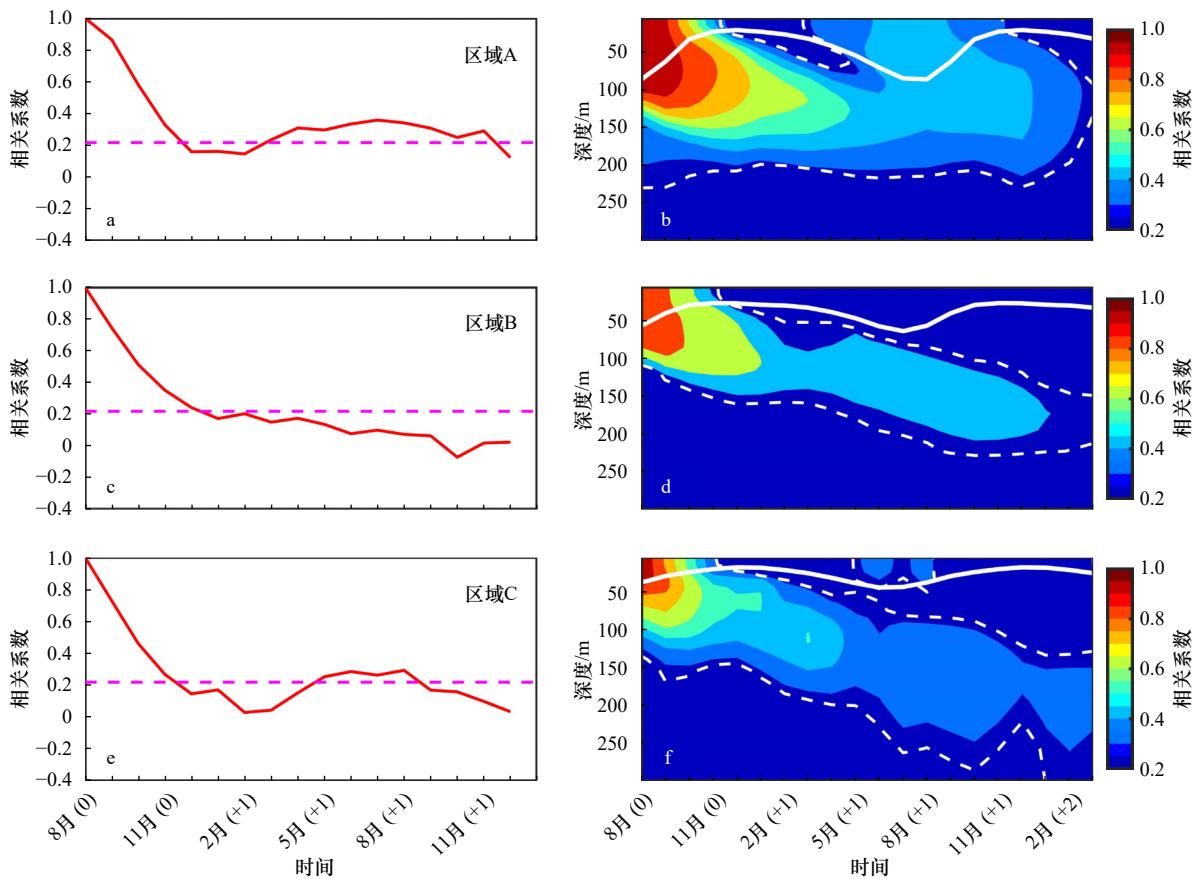 1.0
0.8
0.6
0.4
0.2
0
−0.2
−0.4
相关系数
区域A
a
50
100
150
200
250
深度/m
b
1.0
0.8
0.6
0.4
0.2
相关系数
1.0
0.8
0.6
0.4
0.2
0
−0.2
−0.4
相关系数
区域B
c
50
100
150
200
250
深度/m
d
1.0
0.8
0.6
0.4
0.2
相关系数
1.0
0.8
0.6
0.4
0.2
0
−0.2
−0.4
相关系数
区域C
e
8月 (0)
11月 (0)
2月 (+1)
5月 (+1)
8月 (+1)
11月 (+1)
时间
50
100
150
200
250
深度/m
f
8月 (0)
11月 (0)
2月 (+1)
5月 (+1)
8月 (+1)
11月 (+1)
2月 (+2)
时间
1.0
0.8
0.6
0.4
0.2
相关系数